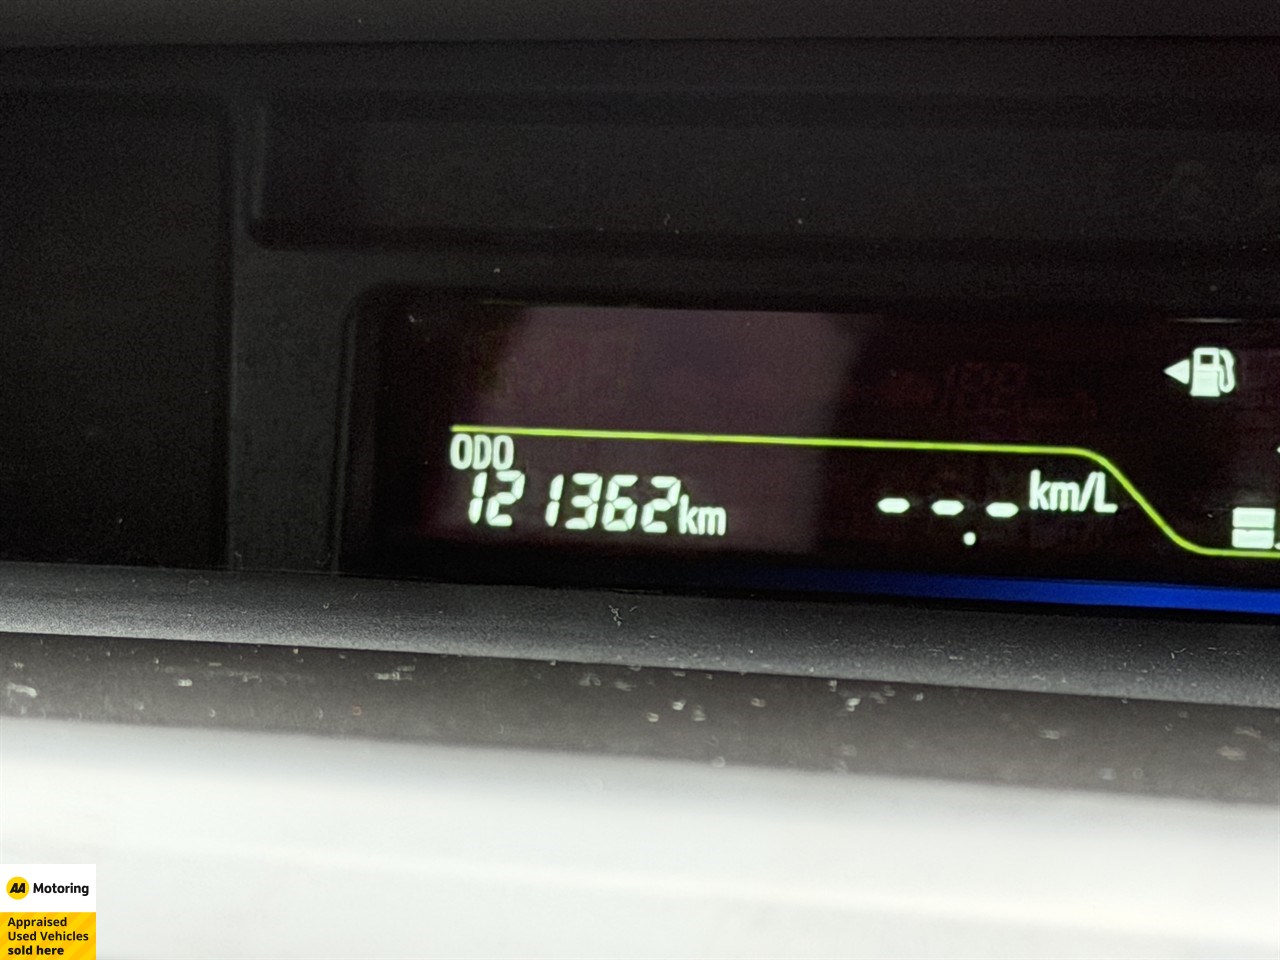 ODO
121362km
--.- km/L
AA Motoring
Appraised
Used Vehicles
sold here